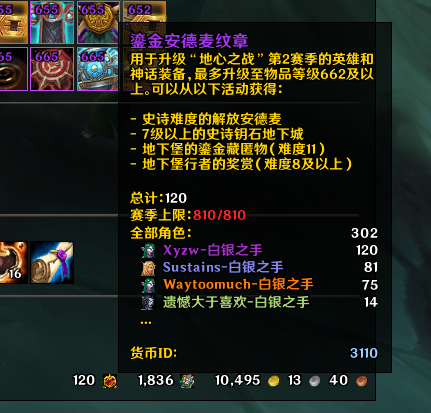 55
655
655
652
鎏金安德麦纹章
用于升级“地心之战”第2赛季的英雄和
神话装备,最多升级至物品等级662及以
上。可以从以下活动获得:
- 史诗难度的解放安德麦
- 7级以上的史诗钥石地下城
- 地下堡的鎏金藏匿物(难度11)
- 地下堡行者的奖赏(难度8及以上)
总计:120
赛季上限:810/810
全部角色: 302
Xyzw-白银之手 120
Sustains-白银之手 81
Waytoomuch-白银之手 75
遗憾大于喜欢-白银之手 14
...
货币ID: 3110
16
120 1,836 10,495 13 40